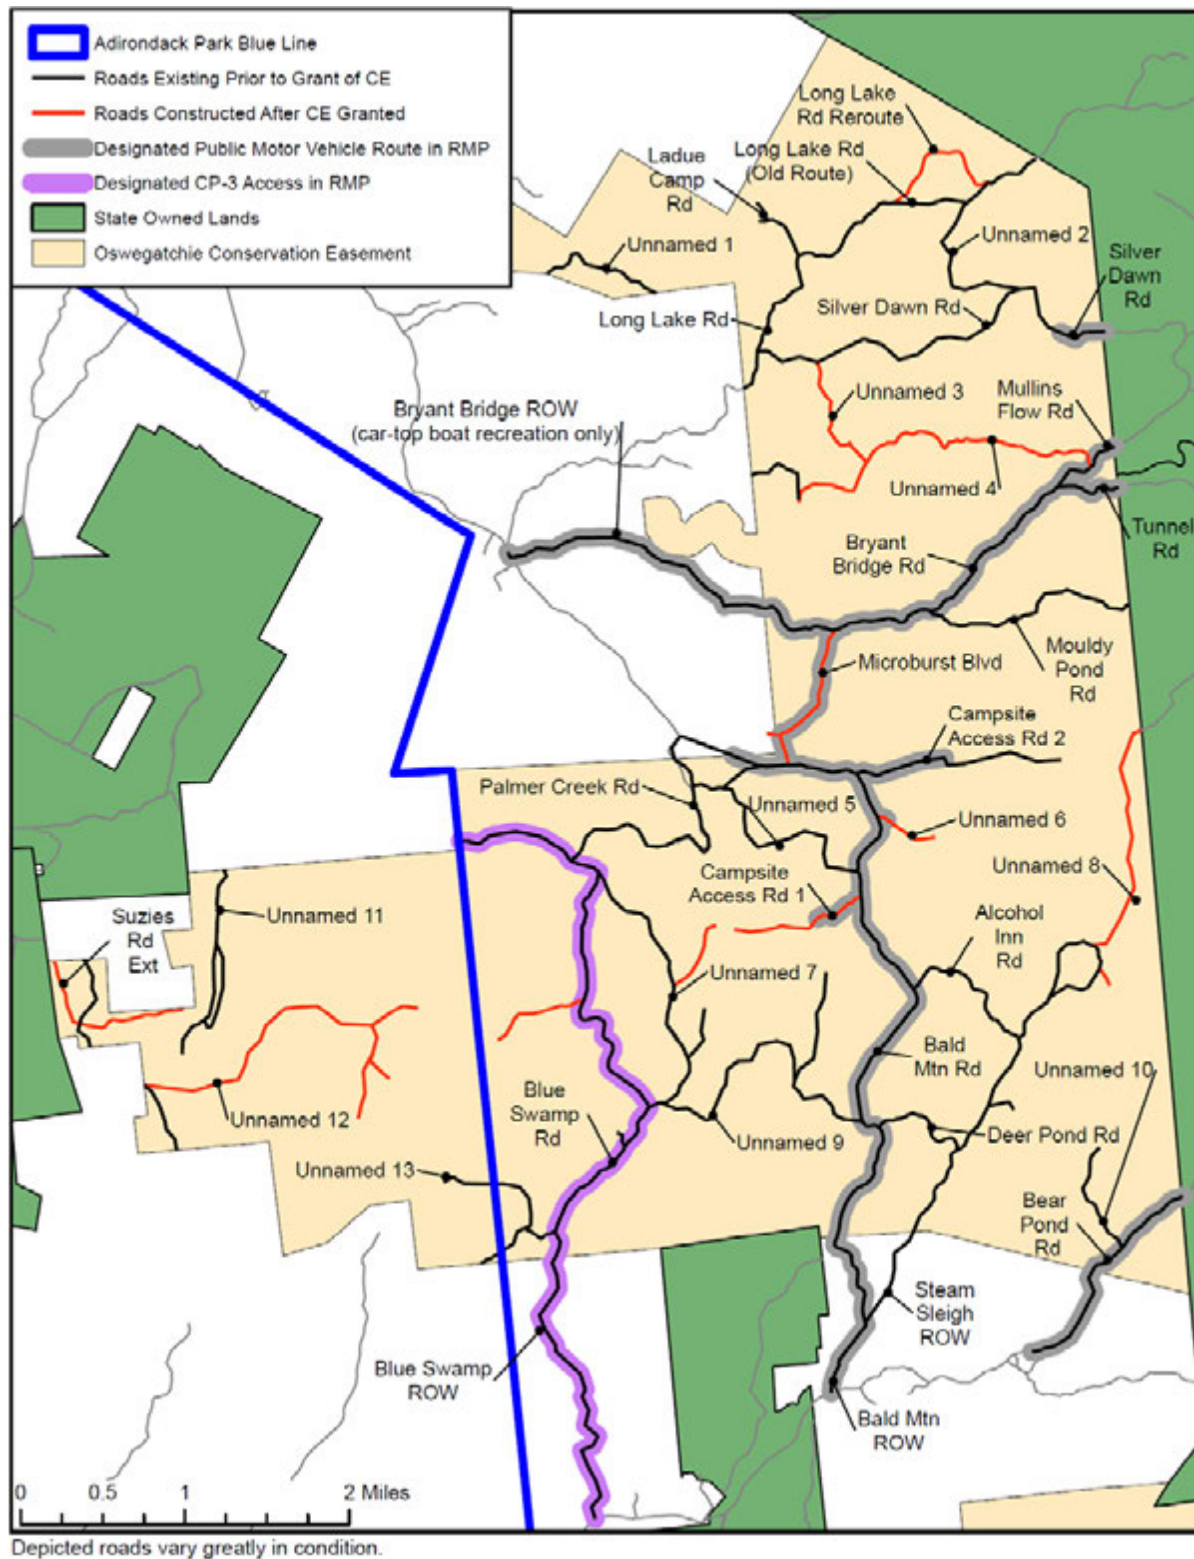 Adirondack Park Blue Line
Roads Existing Prior to Grant of CE
Roads Constructed After CE Granted
Designated Public Motor Vehicle Route in RMP
Designated CP-3 Access in RMP
State Owned Lands
Oswegatchie Conservation Easement
Long Lake
Rd Reroute
Long Lake Rd
(Old Route)
Ladue
Camp
Rd
Unnamed 1
Unnamed 2
Silver
Dawn
Rd
Silver Dawn Rd
Long Lake Rd
Unnamed 3
Mullins
Flow Rd
Bryant Bridge ROW
(car-top boat recreation only)
Unnamed 4
Tunnel
Rd
Bryant
Bridge Rd
Mouldy
Pond
Rd
Microburst Blvd
Campsite
Access Rd 2
Palmer Creek Rd
Unnamed 5
Unnamed 6
Unnamed 8
Campsite
Access Rd 1
Suzies
Rd
Ext
Unnamed 11
Alcohol
Inn
Rd
Unnamed 7
Bald
Mtn Rd
Unnamed 10
Blue
Swamp
Rd
Unnamed 12
Unnamed 9
Deer Pond Rd
Unnamed 13
Bear
Pond
Rd
Steam
Sleigh
ROW
Blue Swamp
ROW
Bald Mtn
ROW
0 0.5 1 2 Miles
Depicted roads vary greatly in condition.